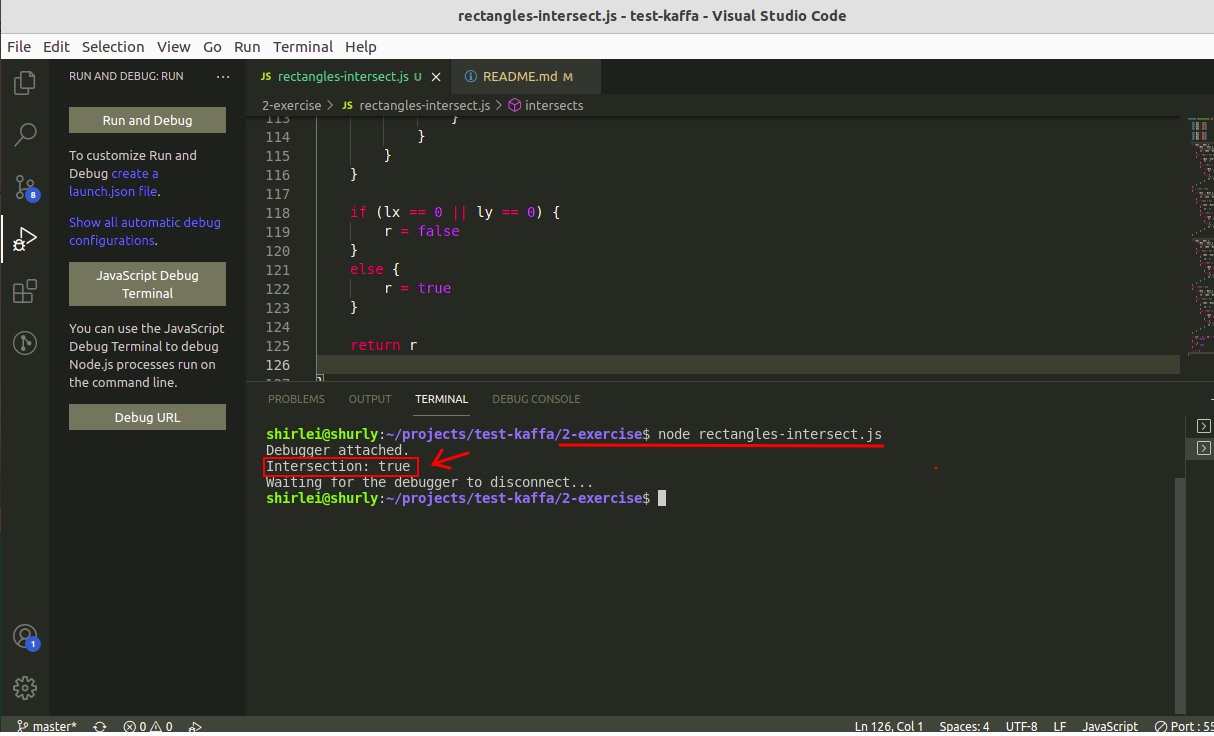 rectangles-intersect.js - test-kaffa - Visual Studio Code
File Edit Selection View Go Run Terminal Help
RUN AND DEBUG: RUN ...
Run and Debug
To customize Run and
Debug create a
launch.json file.
Show all automatic debug
configurations.
JavaScript Debug
Terminal
You can use the JavaScript
Debug Terminal to debug
Node.js processes run on
the command line.
Debug URL
8
1
JS rectangles-intersect.js U × README.md M
2-exercise > JS rectangles-intersect.js > intersects
113 }
114 }
115 }
116 }
117
118 if (lx == 0 || ly == 0) {
119 r = false
120 }
121 else {
122 r = true
123 }
124
125 return r
126
127 }
PROBLEMS OUTPUT TERMINAL DEBUG CONSOLE
shirlei@shurly:~/projects/test-kaffa/2-exercise$ node rectangles-intersect.js
Debugger attached.
Intersection: true
Waiting for the debugger to disconnect...
shirlei@shurly:~/projects/test-kaffa/2-exercise$
master* 0 0 Ln 126, Col 1 Spaces: 4 UTF-8 LF JavaScript Port : 55